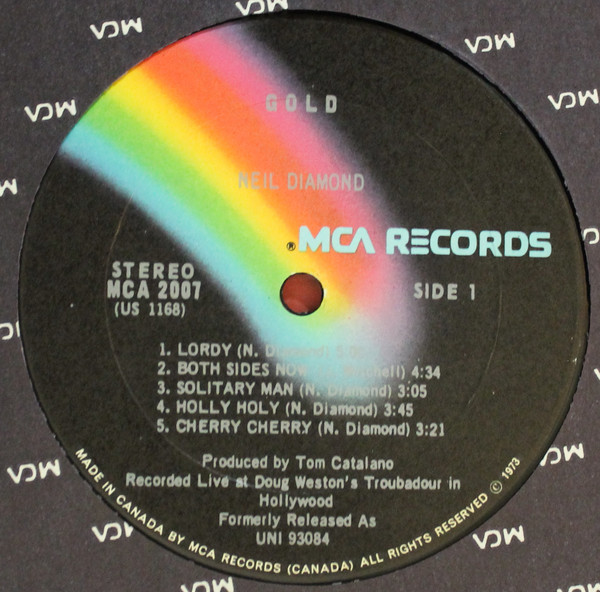 GOLD
NEIL DIAMOND
® MCA RECORDS
STEREO
MCA 2007
(US 1168)
SIDE 1
1. LORDY (N. Diamond)
2. BOTH SIDES NOW Mitchell) 4:34
3. SOLITARY MAN (N. Diamond) 3:05
4. HOLLY HOLY (N. Diamond) 3:45
5. CHERRY CHERRY (N. Diamond) 3:21
Produced by Tom Catalano
Recorded Live at Doug Weston's Troubadour in
Hollywood
Formerly Released As
UNI 93084
MADE IN CANADA BY MCA RECORDS (CANADA) ALL RIGHTS RESERVED © 1973
MCA
MCA
MCA
MCA
MCA
MCA
MCA
MCA
MCA